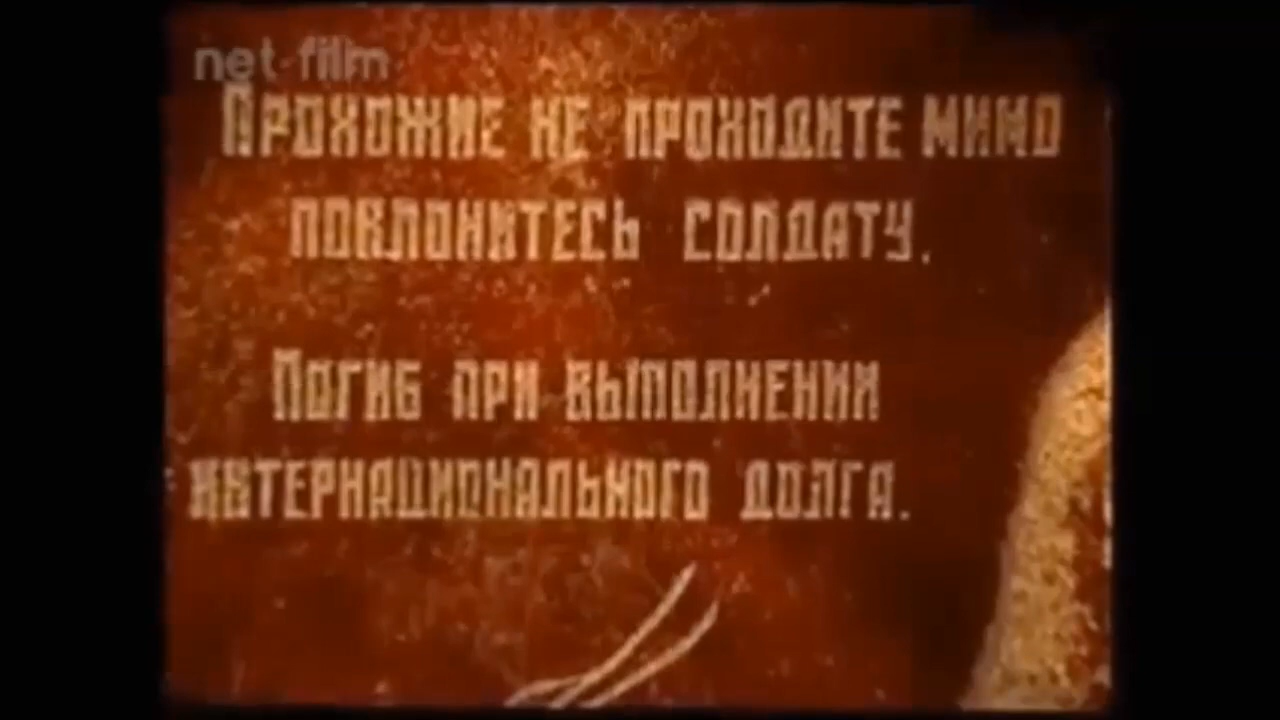 net-film
Прохожие не проходите мимо
поклонитесь солдату.
Погиб при выполнении
интернационального долга.